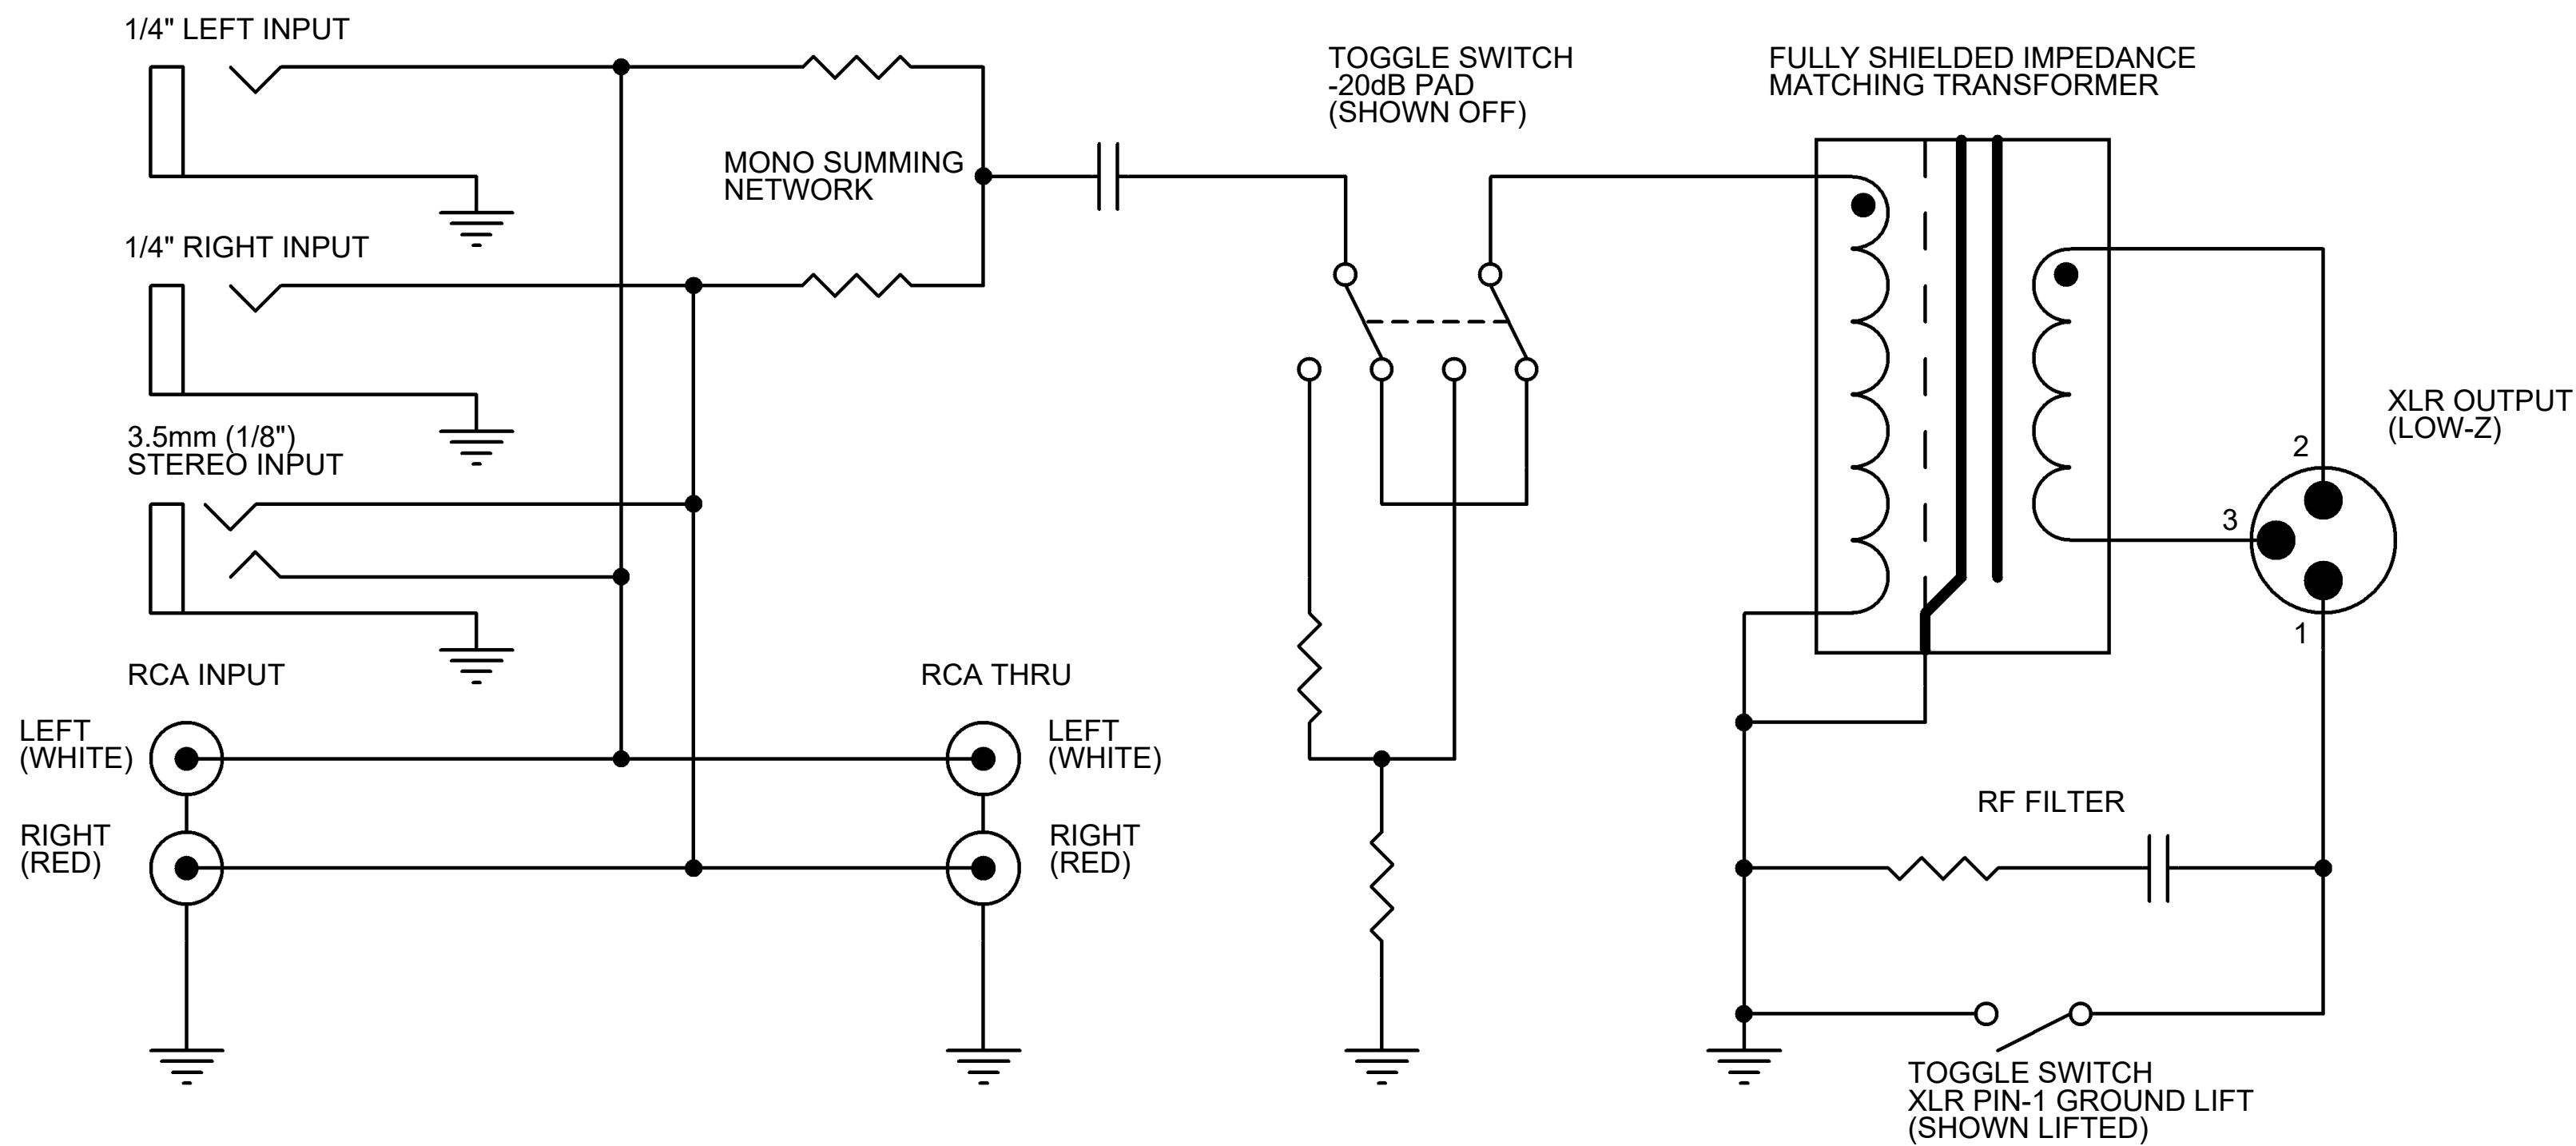 1/4" LEFT INPUT
TOGGLE SWITCH
-20dB PAD
(SHOWN OFF)
FULLY SHIELDED IMPEDANCE
MATCHING TRANSFORMER
MONO SUMMING
NETWORK
1/4" RIGHT INPUT
3.5mm (1/8")
STEREO INPUT
XLR OUTPUT
(LOW-Z)
2
3
1
RCA INPUT
RCA THRU
LEFT
(WHITE)
LEFT
(WHITE)
RIGHT
(RED)
RIGHT
(RED)
RF FILTER
TOGGLE SWITCH
XLR PIN-1 GROUND LIFT
(SHOWN LIFTED)